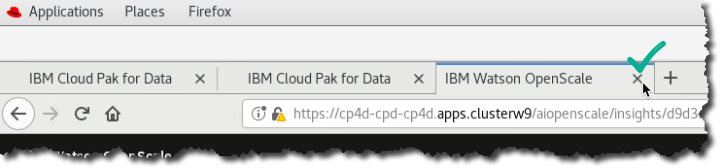 Applications Places Firefox
IBM Cloud Pak for Data IBM Cloud Pak for Data IBM Watson OpenScale
https://cp4d-cpd-cp4d.apps.clusterw9/aiopenscale/insights/d9d3